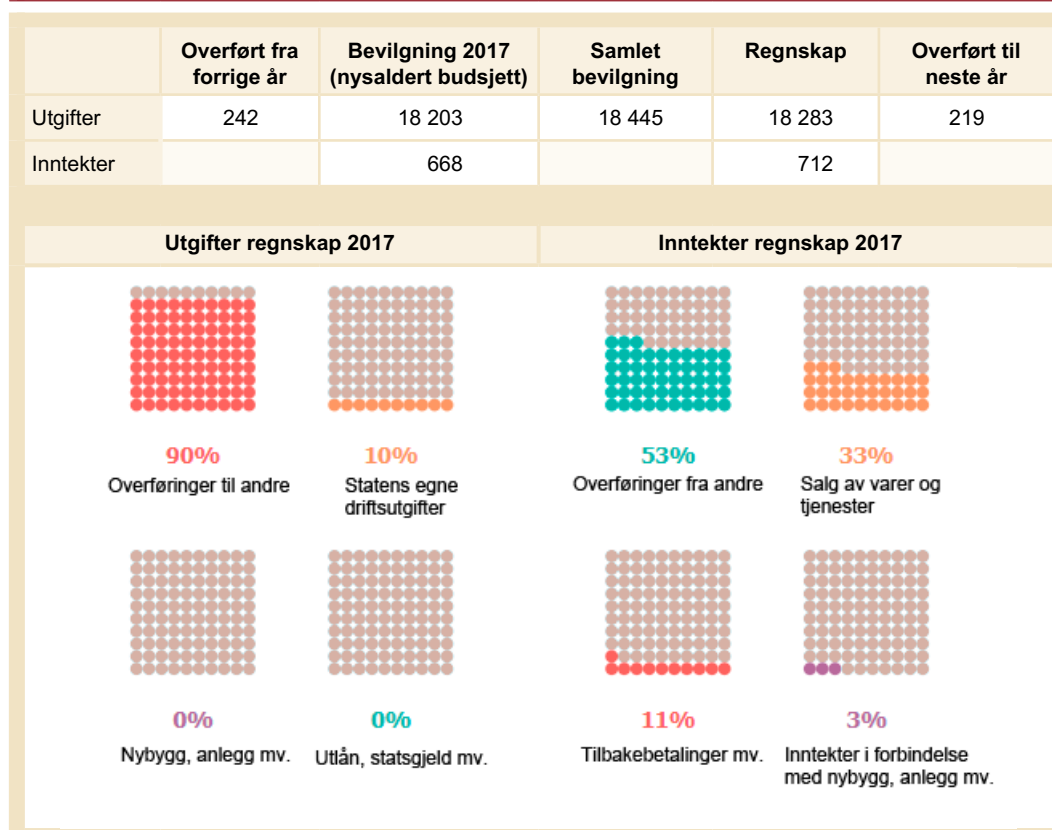 Overført fra forrige år
Bevilgning 2017 (nysaldert budsjett)
Samlet bevilgning
Regnskap
Overført til neste år
Utgifter 242 18 203 18 445 18 283 219
Inntekter 668 712
Utgifter regnskap 2017
Inntekter regnskap 2017
90%
Overføringer til andre
10%
Statens egne
driftsutgifter
53%
Overføringer fra andre
33%
Salg av varer og
tjenester
0%
Nybygg, anlegg mv.
0%
Utlån, statsgjeld mv.
11%
Tilbakebetalinger mv.
3%
Inntekter i forbindelse
med nybygg, anlegg mv.